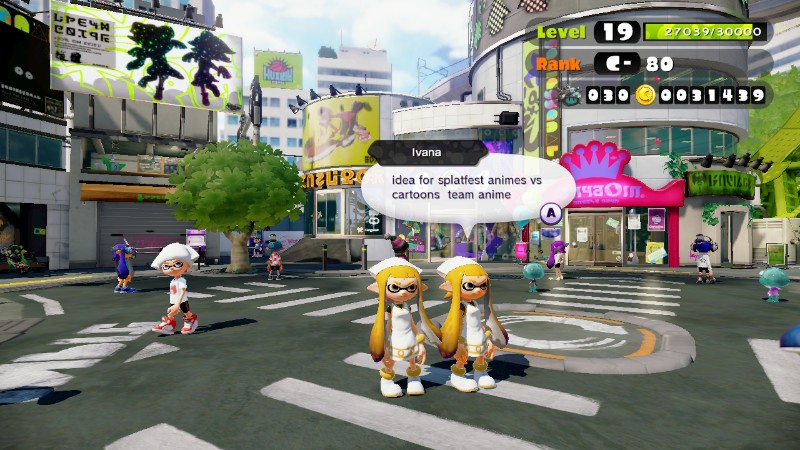 Level 19 27039/30000
Rank C- 80
030 0031439
Ivana
idea for splatfest animes vs
cartoons team anime
A